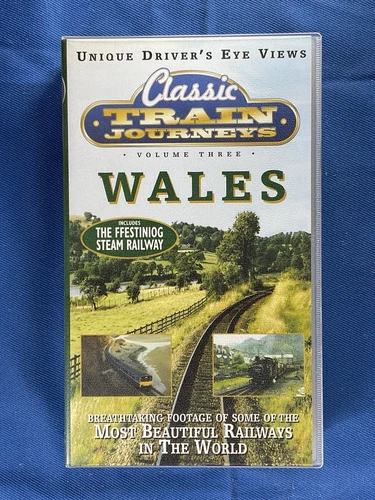 UNIQUE DRIVER'S EYE VIEWS
Classic
TRAIN
JOURNEYS
• VOLUME THREE •
WALES
INCLUDES
THE FFESTINIOG
STEAM RAILWAY
BREATHTAKING FOOTAGE OF SOME OF THE
MOST BEAUTIFUL RAILWAYS
IN THE WORLD